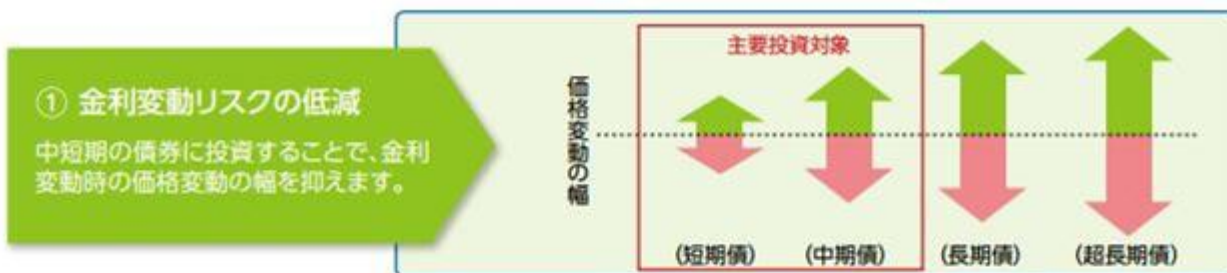 ① 金利変動リスクの低減
中短期の債券に投資することで、金利
変動時の価格変動の幅を抑えます。
主要投資対象
価格変動の幅
(短期債)
(中期債)
(長期債)
(超長期債)